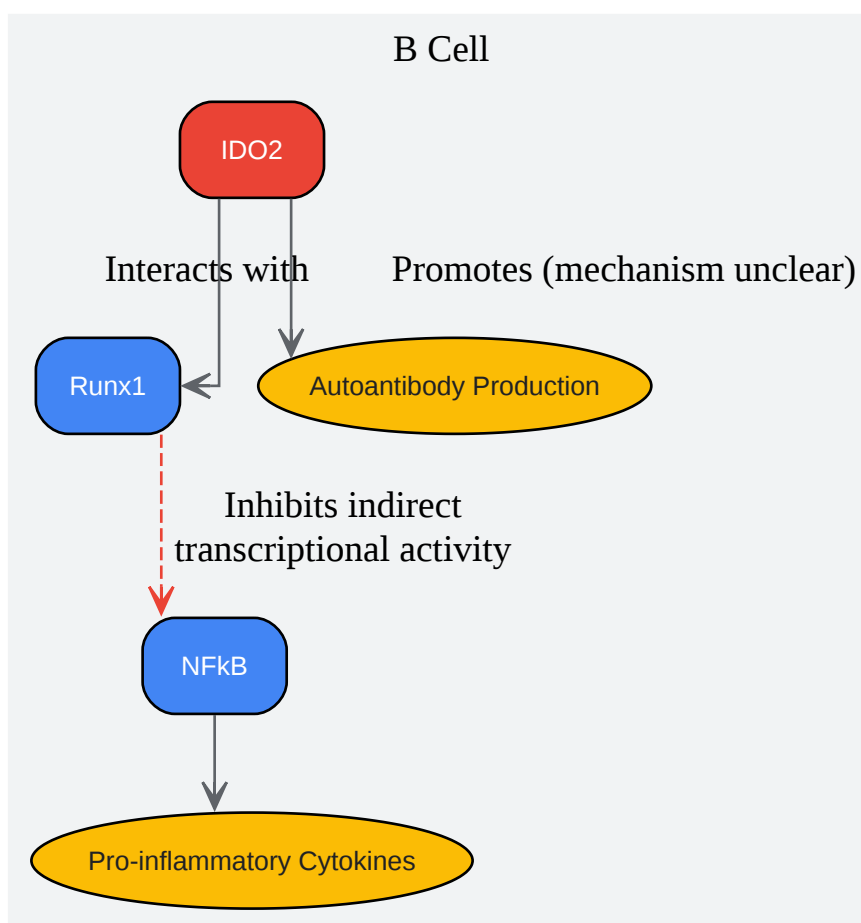 B Cell
IDO2
Interacts with
Promotes (mechanism unclear)
Runx1
Autoantibody Production
Inhibits indirect
transcriptional activity
NFkB
Pro-inflammatory Cytokines